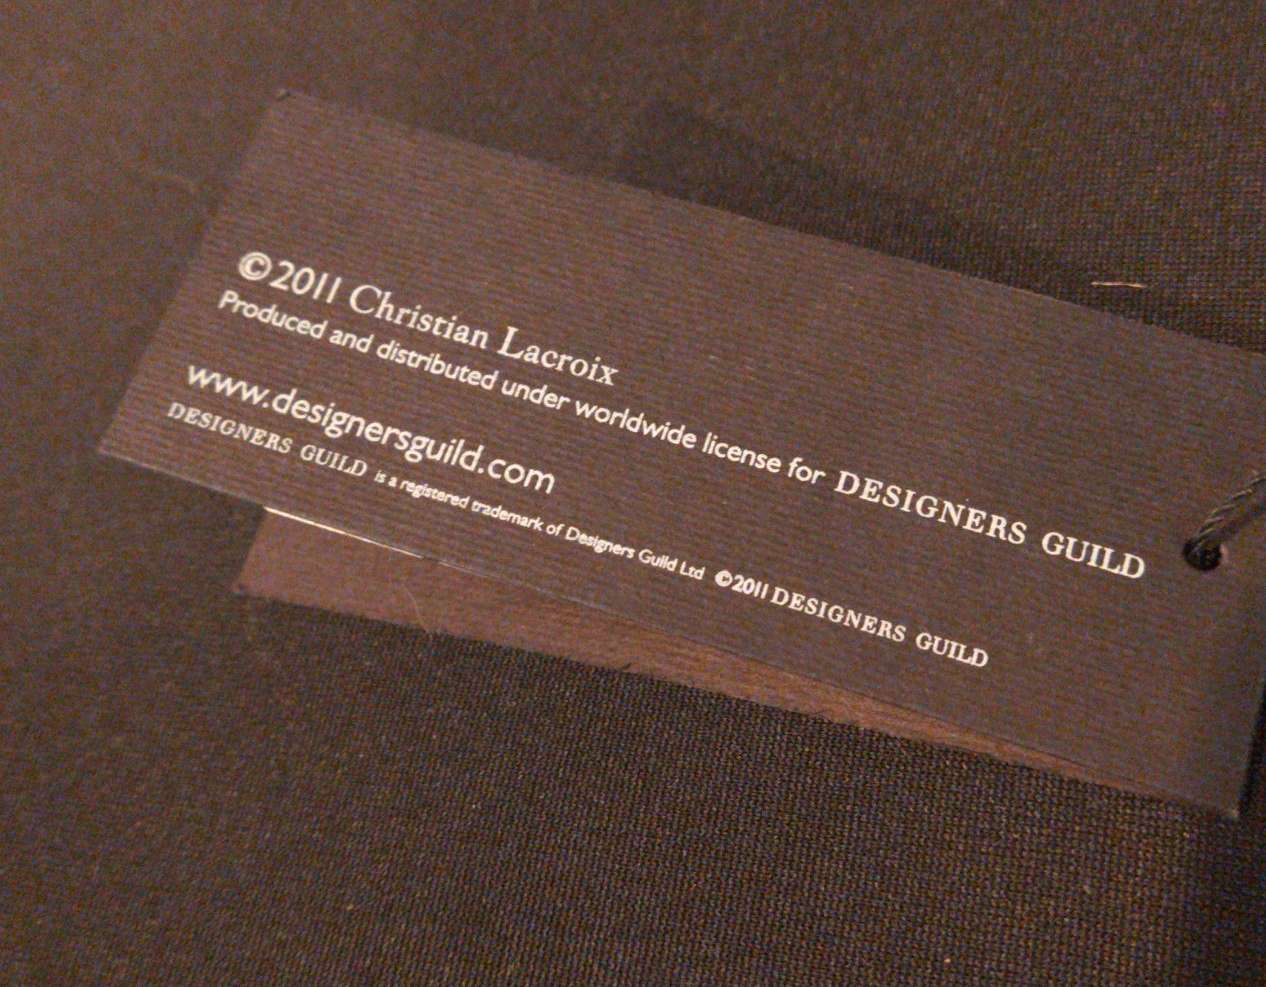 ©2011 Christian Lacroix
Produced and distributed under worldwide license for DESIGNERS GUILD
www.designersguild.com
DESIGNERS GUILD is a registered trademark of Designers Guild Ltd ©2011 DESIGNERS GUILD